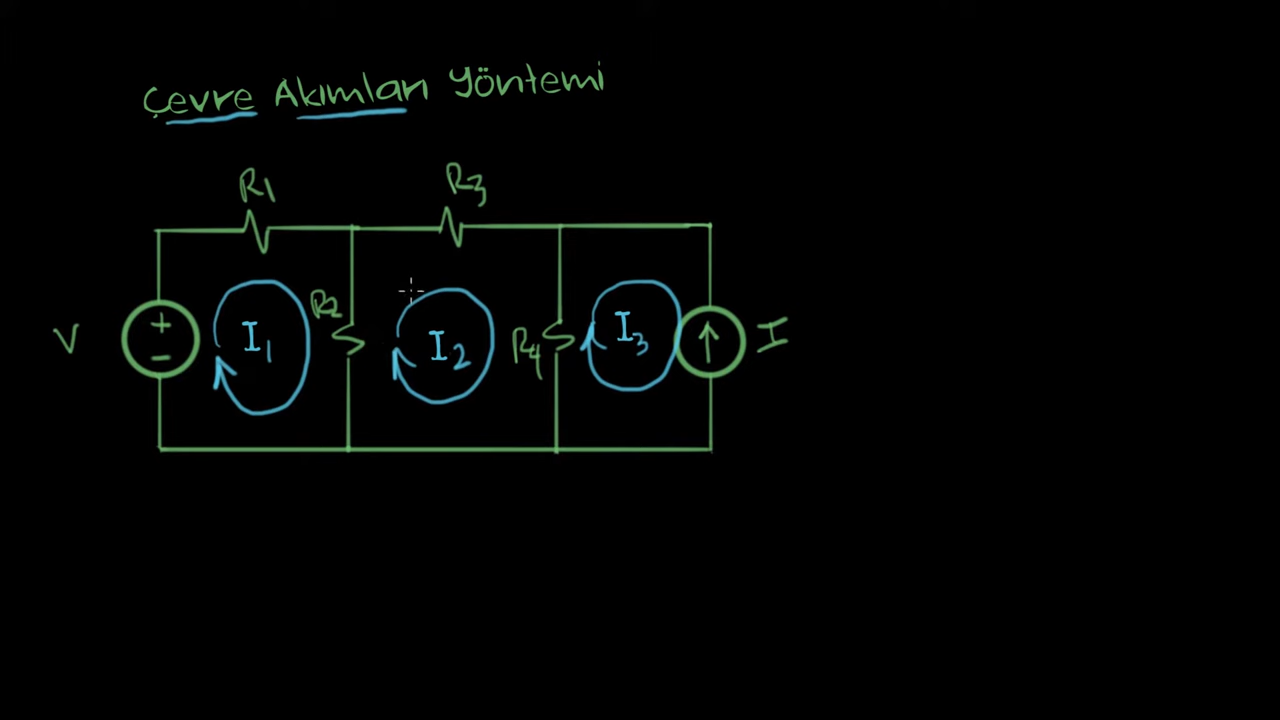 Çevre Akımları Yöntemi
R1 R3
V + - I1 R2 I2 R4 I3 I